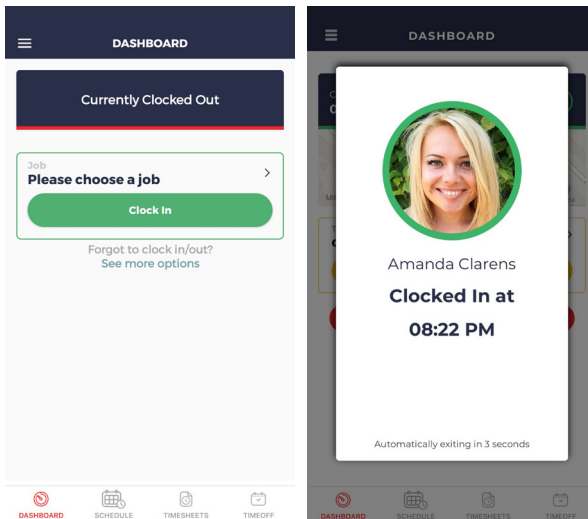 DASHBOARD
Currently Clocked Out
Job
Please choose a job
Clock In
Forgot to clock in/out?
See more options
DASHBOARD
SCHEDULE
TIMESHEETS
TIMEOFF
DASHBOARD
Amanda Clarens
Clocked In at
08:22 PM
Automatically exiting in 3 seconds
DASHBOARD
SCHEDULE
TIMESHEETS
TIMEOFF